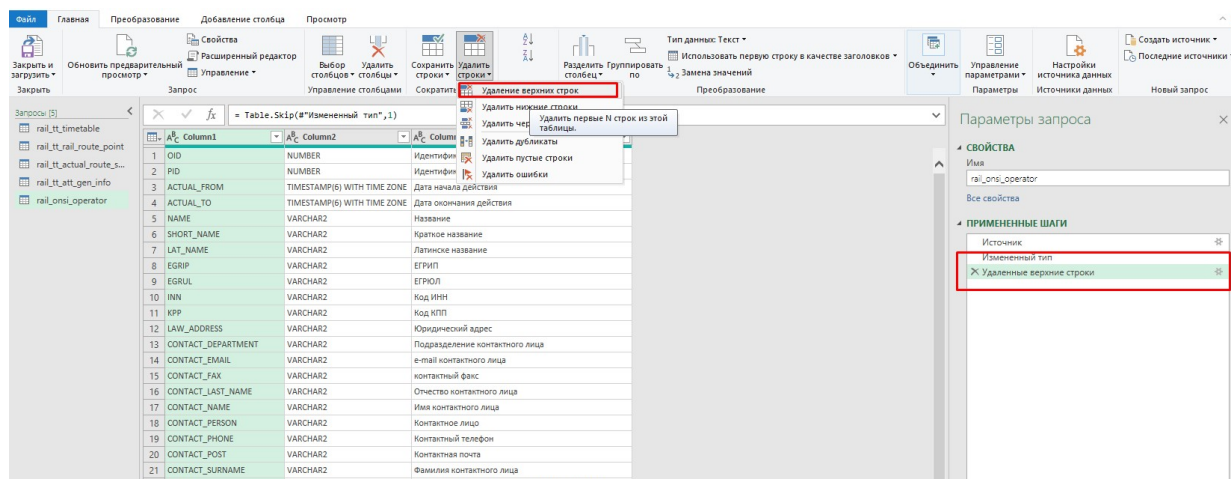 Файл Главная Преобразование Добавление столбца Просмотр
Закрыть и загрузить
Обновить предварительный просмотр
Свойства
Расширенный редактор
Управление
Выбор столбцов
Удалить столбцы
Сохранить строки
Удалить строки
Разделить столбец
Группировать по
Тип данных: Текст
Использовать первую строку в качестве заголовков
Замена значений
Объединить
Управление параметрами
Настройки источника данных
Создать источник
Последние источники
Закрыть Запрос Управление столбцами Сократить Преобразование Параметры Источники данных Новый запрос
Удаление верхних строк
Удалить нижние строки
Удалить чер
Удалить дубликаты
Удалить пустые строки
Удалить ошибки
Удалить первые N строк из этой таблицы.
Запросы [5]
rail_tt_timetable
rail_tt_rail_route_point
rail_tt_actual_route_s...
rail_tt_att_gen_info
rail_onsi_operator
fx = Table.Skip(#"Измененный тип",1)
ABC Column1 ABC Column2 ABC Colum
1 OID NUMBER Идентифи
2 PID NUMBER Идентифи
3 ACTUAL_FROM TIMESTAMP(6) WITH TIME ZONE Дата начала действия
4 ACTUAL_TO TIMESTAMP(6) WITH TIME ZONE Дата окончания действия
5 NAME VARCHAR2 Название
6 SHORT_NAME VARCHAR2 Краткое название
7 LAT_NAME VARCHAR2 Латинске название
8 EGRIP VARCHAR2 ЕГРИП
9 EGRUL VARCHAR2 ЕГРЮЛ
10 INN VARCHAR2 Код ИНН
11 KPP VARCHAR2 Код КПП
12 LAW_ADDRESS VARCHAR2 Юридический адрес
13 CONTACT_DEPARTMENT VARCHAR2 Подразделение контактного лица
14 CONTACT_EMAIL VARCHAR2 e-mail контактного лица
15 CONTACT_FAX VARCHAR2 контактный факс
16 CONTACT_LAST_NAME VARCHAR2 Отчество контактного лица
17 CONTACT_NAME VARCHAR2 Имя контактного лица
18 CONTACT_PERSON VARCHAR2 Контактное лицо
19 CONTACT_PHONE VARCHAR2 Контактный телефон
20 CONTACT_POST VARCHAR2 Контактная почта
21 CONTACT_SURNAME VARCHAR2 Фамилия контактного лица
Параметры запроса
СВОЙСТВА
Имя
rail_onsi_operator
Все свойства
ПРИМЕНЕННЫЕ ШАГИ
Источник
Измененный тип
Удаленные верхние строки